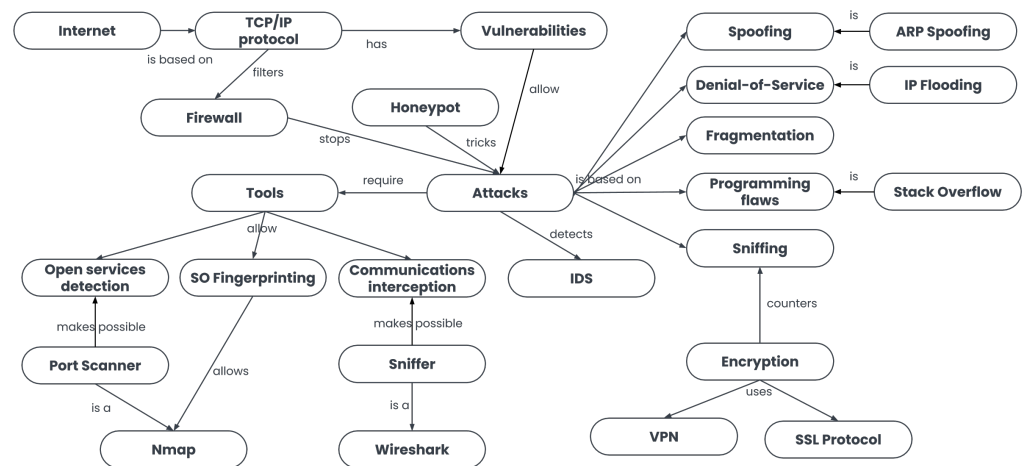 Internet
is based on
TCP/IP
protocol
has
Vulnerabilities
Spoofing
is
ARP Spoofing
filters
allow
Denial-of-Service
is
IP Flooding
Firewall
Honeypot
stops
tricks
Fragmentation
Tools
require
Attacks
is based on
Programming
flaws
is
Stack Overflow
allow
detects
Sniffing
Open services
detection
SO Fingerprinting
Communications
interception
IDS
makes possible
makes possible
counters
Port Scanner
allows
Sniffer
Encryption
is a
is a
uses
Nmap
Wireshark
VPN
SSL Protocol